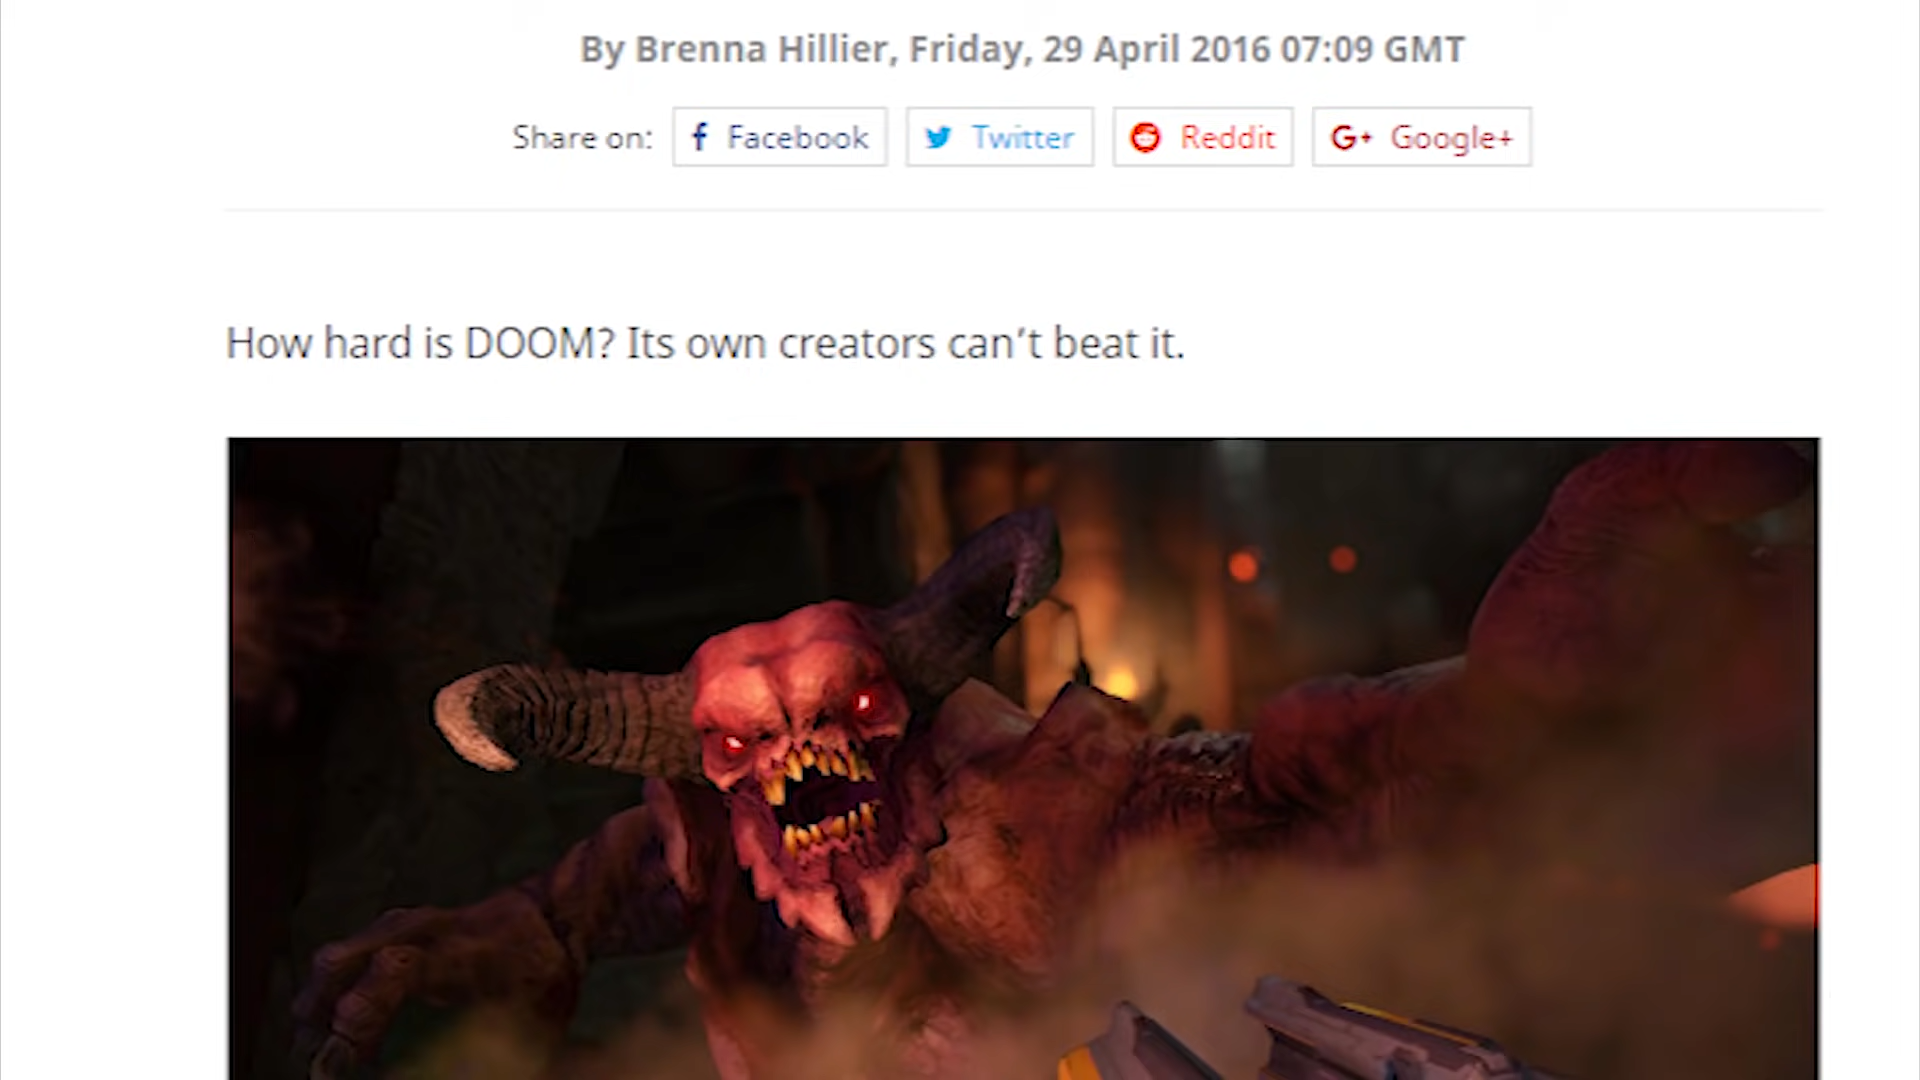 By Brenna Hillier, Friday, 29 April 2016 07:09 GMT
Share on: Facebook Twitter Reddit G+ Google+
How hard is DOOM? Its own creators can’t beat it.